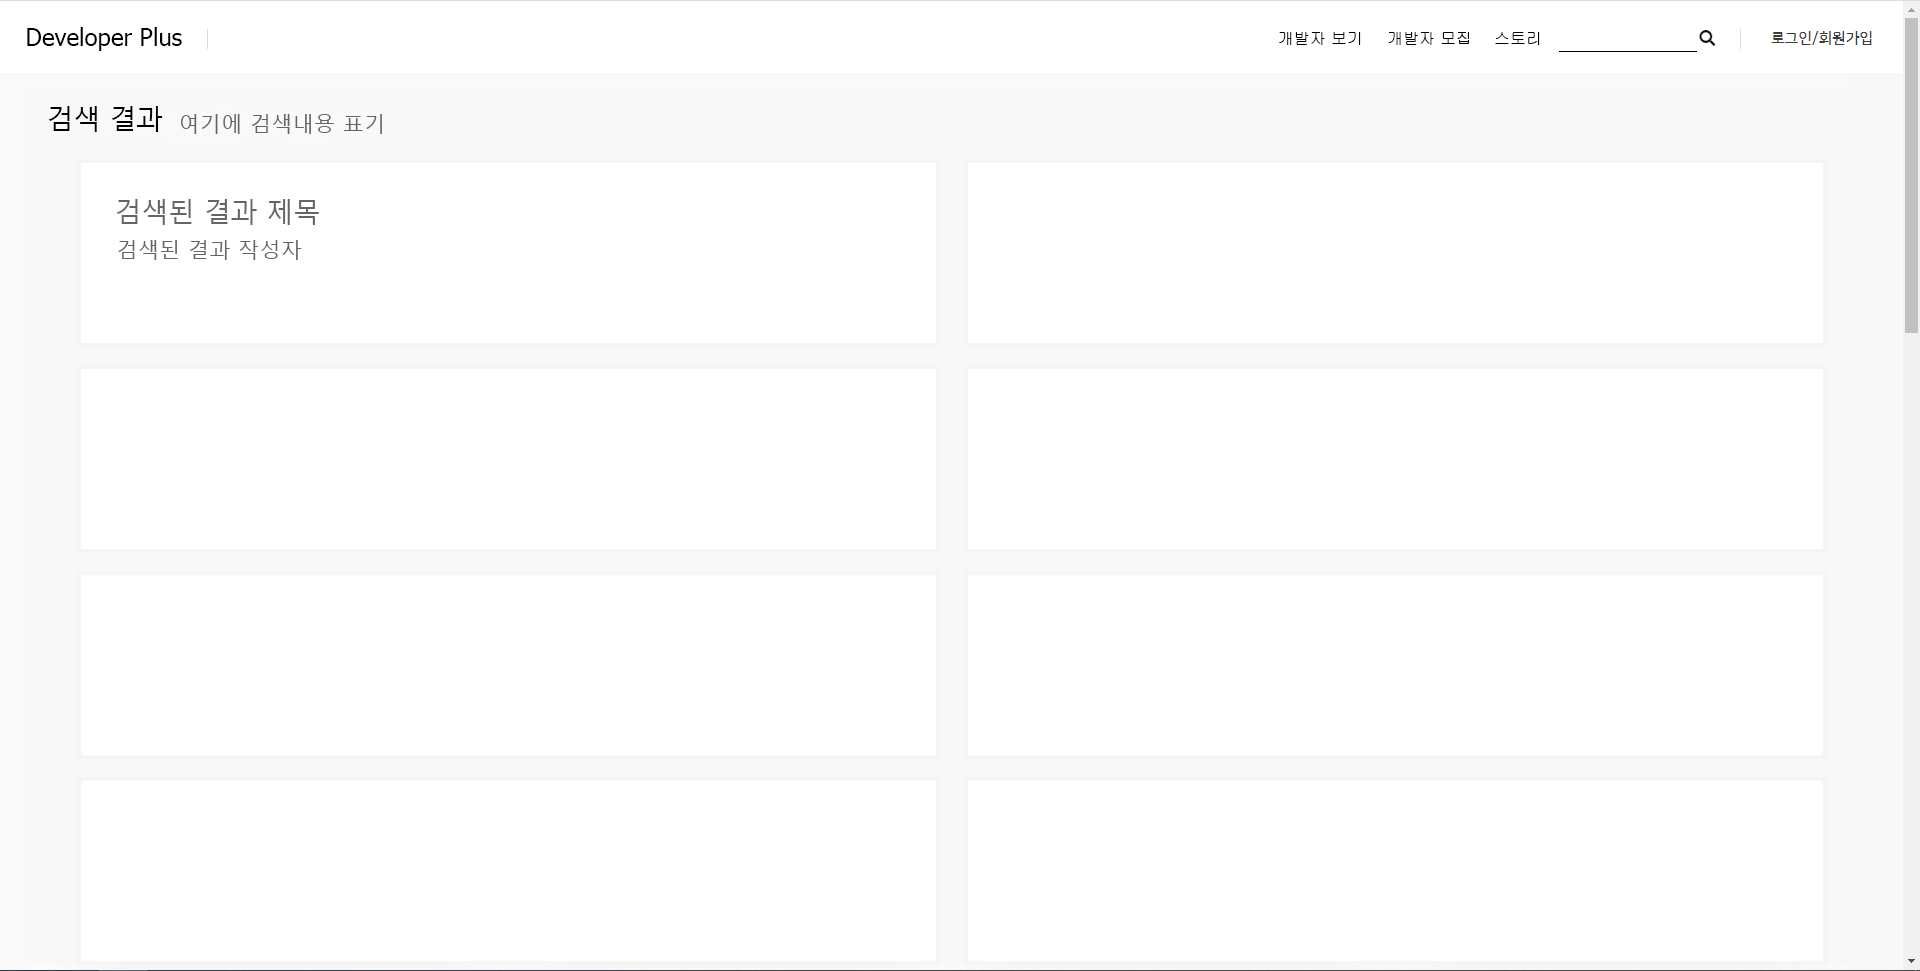 Developer Plus
개발자 보기 개발자 모집 스토리 로그인/회원가입
검색 결과 여기에 검색내용 표기
검색된 결과 제목
검색된 결과 작성자